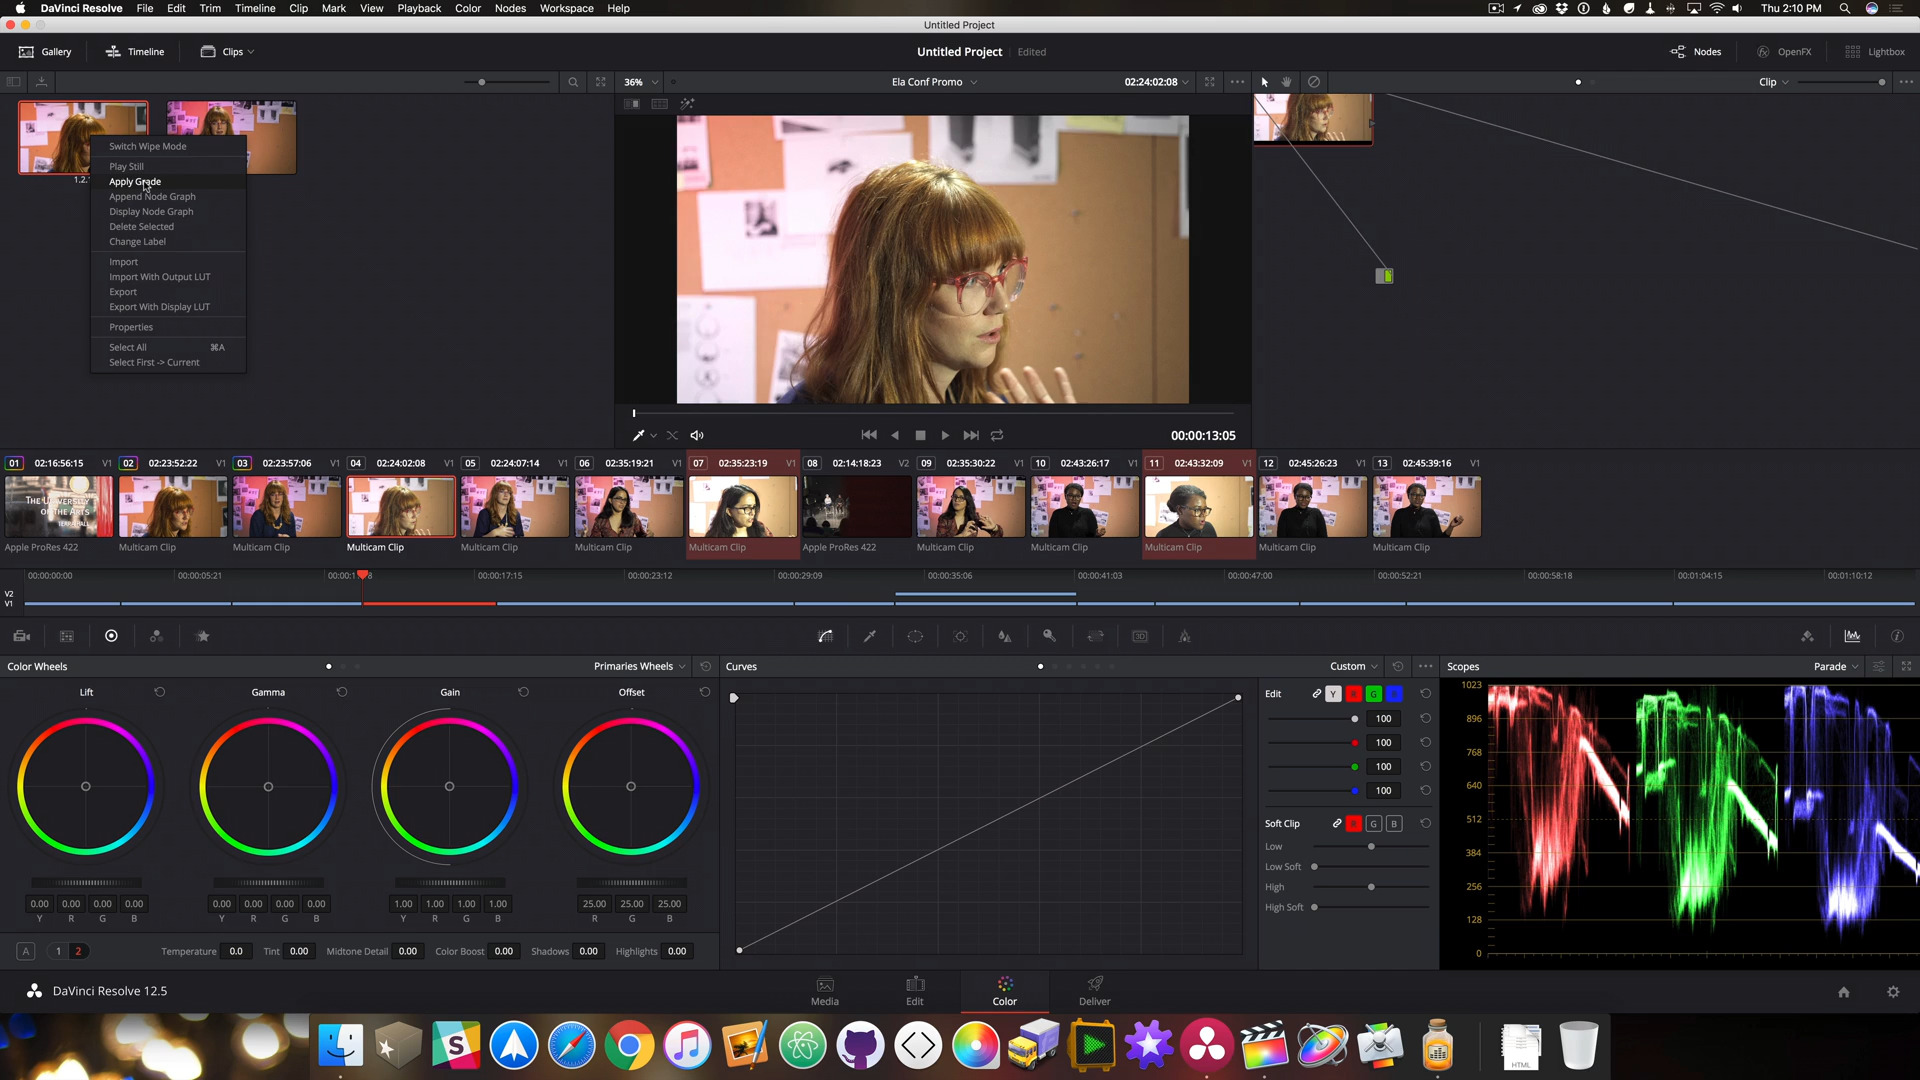 DaVinci Resolve File Edit Trim Timeline Clip Mark View Playback Color Nodes Workspace Help Thu 2:10 PM
Untitled Project
Gallery Timeline Clips Untitled Project Edited Nodes OpenFX Lightbox
36% Ela Conf Promo 02:24:02:08 Clip
1.2.
Switch Wipe Mode
Play Still
Apply Grade
Append Node Graph
Display Node Graph
Delete Selected
Change Label
Import
Import With Output LUT
Export
Export With Display LUT
Properties
Select All ⌘A
Select First -> Current
00:00:13:05
01 02:16:56:15 V1 02 02:23:52:22 V1 03 02:23:57:06 V1 04 02:24:02:08 V1 05 02:24:07:14 V1 06 02:35:19:21 V1 07 02:35:23:19 V1 08 02:14:18:23 V2 09 02:35:30:22 V1 10 02:43:26:17 V1 11 02:43:32:09 V1 12 02:45:26:23 V1 13 02:45:39:16 V1
THE UNIVERSITY
OF THE ARTS
Apple ProRes 422 Multicam Clip Multicam Clip Multicam Clip Multicam Clip Multicam Clip Multicam Clip Apple ProRes 422 Multicam Clip Multicam Clip Multicam Clip Multicam Clip Multicam Clip
00:00:00:00 00:00:05:21 00:00:1 8 00:00:17:15 00:00:23:12 00:00:29:09 00:00:35:06 00:00:41:03 00:00:47:00 00:00:52:21 00:00:58:18 00:01:04:15 00:01:10:12
V2
V1
3D
Color Wheels Primaries Wheels Curves Custom Scopes Parade
Lift Gamma Gain Offset
Edit Y R G B
100
100
100
100
Soft Clip R G B
Low
Low Soft
High
High Soft
1023
896
768
640
512
384
256
128
0
0.00 0.00 0.00 0.00 0.00 0.00 0.00 0.00 1.00 1.00 1.00 1.00 25.00 25.00 25.00
Y R G B Y R G B Y R G B R G B
A 1 2 Temperature 0.0 Tint 0.00 Midtone Detail 0.00 Color Boost 0.00 Shadows 0.00 Highlights 0.00
DaVinci Resolve 12.5 Media Edit Color Deliver
S
HTML